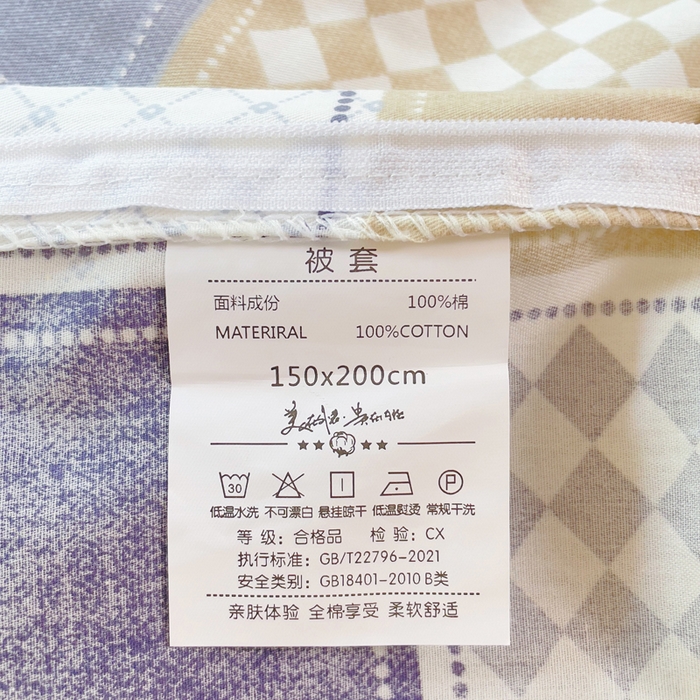 被套
面料成份 100%棉
MATERIRAL 100%COTTON
150x200cm
30 P
低温水洗 不可漂白 悬挂晾干 低温熨烫 常规干洗
等 级：合格品 检 验：CX
执行标准：GB/T22796-2021
安全类别：GB18401-2010 B类
亲肤体验 全棉享受 柔软舒适